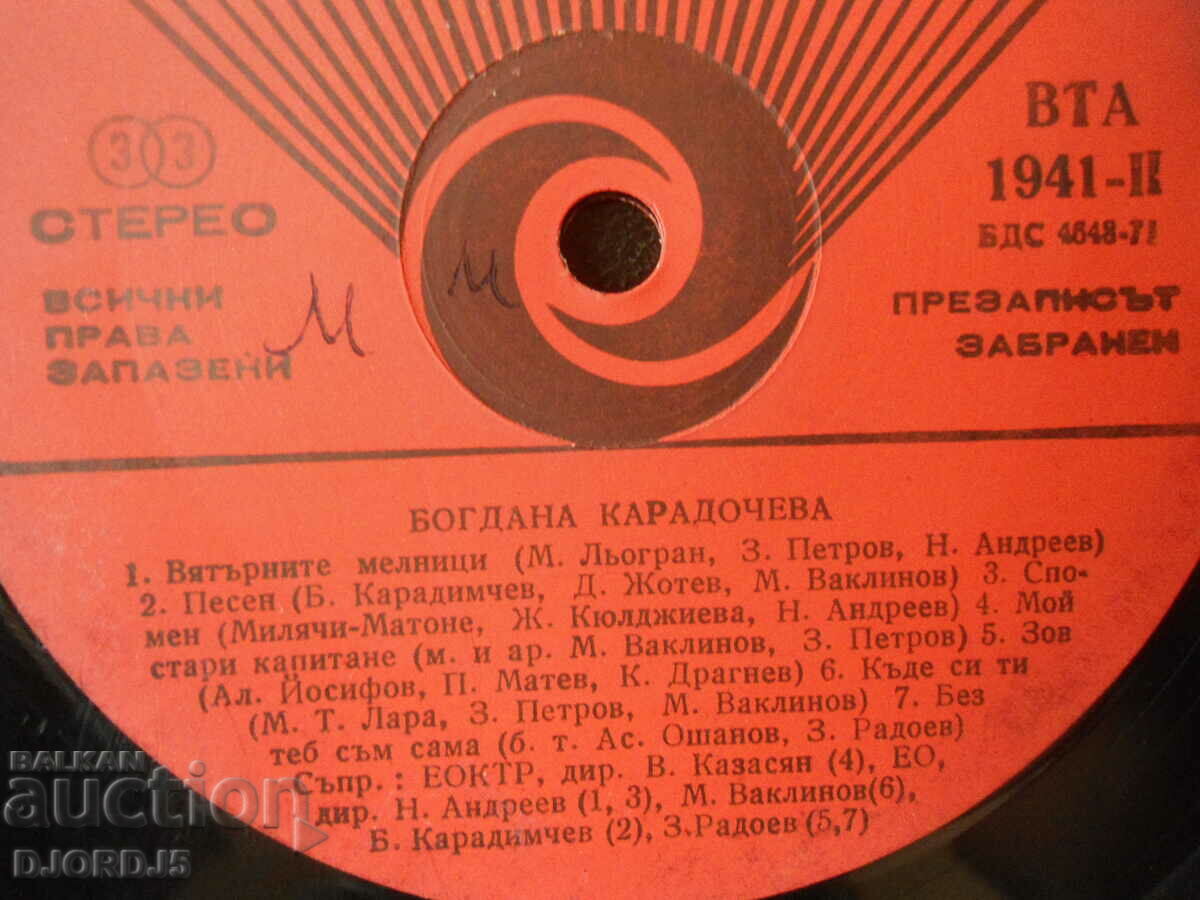 33
СТЕРЕО
ВСИЧКИ
ПРАВА
ЗАПАЗЕНИ
М
М
ВТА
1941-II
БДС 4648-71
ПРЕЗАПИСЪТ
ЗАБРАНЕН
БОГДАНА КАРАДОЧЕВА
1. Вятърните мелници (М. Льогран, З. Петров, Н. Андреев)
2. Песен (Б. Карадимчев, Д. Жотев, М. Ваклинов) 3. Спо-
мен (Милячи-Матоне, Ж. Кюлджиева, Н. Андреев) 4. Мой
стари капитане (м. и ар. М. Ваклинов, З. Петров) 5. Зов
(Ал. Йосифов, П. Матев, К. Драгнев) 6. Къде си ти
(М. Т. Лара, З. Петров, М. Ваклинов) 7. Без
теб съм сама (б. т. Ас. Ошанов, З. Радоев)
Съпр.: ЕОКТР, дир. В. Казасян (4), ЕО,
дир. Н. Андреев (1, 3), М. Ваклинов(6),
Б. Карадимчев (2), З.Радоев (5,7)
BALKAN
auction
DJORD_J5